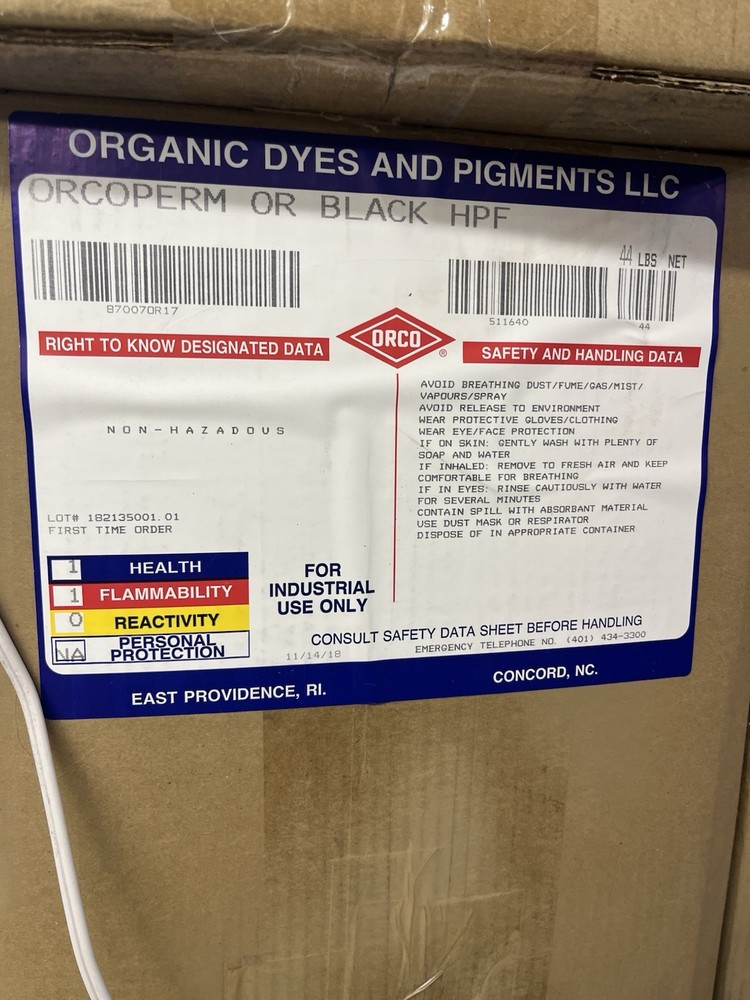 ORGANIC DYES AND PIGMENTS LLC
ORCOPERM OR BLACK HPF
44 LBS NET
87007OR17
511640
44
RIGHT TO KNOW DESIGNATED DATA
ORCO
®
SAFETY AND HANDLING DATA
NON-HAZADOUS
AVOID BREATHING DUST/FUME/GAS/MIST/
VAPOURS/SPRAY
AVOID RELEASE TO ENVIRONMENT
WEAR PROTECTIVE GLOVES/CLOTHING
WEAR EYE/FACE PROTECTION
IF ON SKIN: GENTLY WASH WITH PLENTY OF
SOAP AND WATER
IF INHALED: REMOVE TO FRESH AIR AND KEEP
COMFORTABLE FOR BREATHING
IF IN EYES: RINSE CAUTIOUSLY WITH WATER
FOR SEVERAL MINUTES
CONTAIN SPILL WITH ABSORBANT MATERIAL
USE DUST MASK OR RESPIRATOR
DISPOSE OF IN APPROPRIATE CONTAINER
LOT# 182135001.01
FIRST TIME ORDER
1 HEALTH
1 FLAMMABILITY
0 REACTIVITY
NA PERSONAL
PROTECTION
FOR
INDUSTRIAL
USE ONLY
CONSULT SAFETY DATA SHEET BEFORE HANDLING
11/14/18
EMERGENCY TELEPHONE NO. (401) 434-3300
EAST PROVIDENCE, RI.
CONCORD, NC.